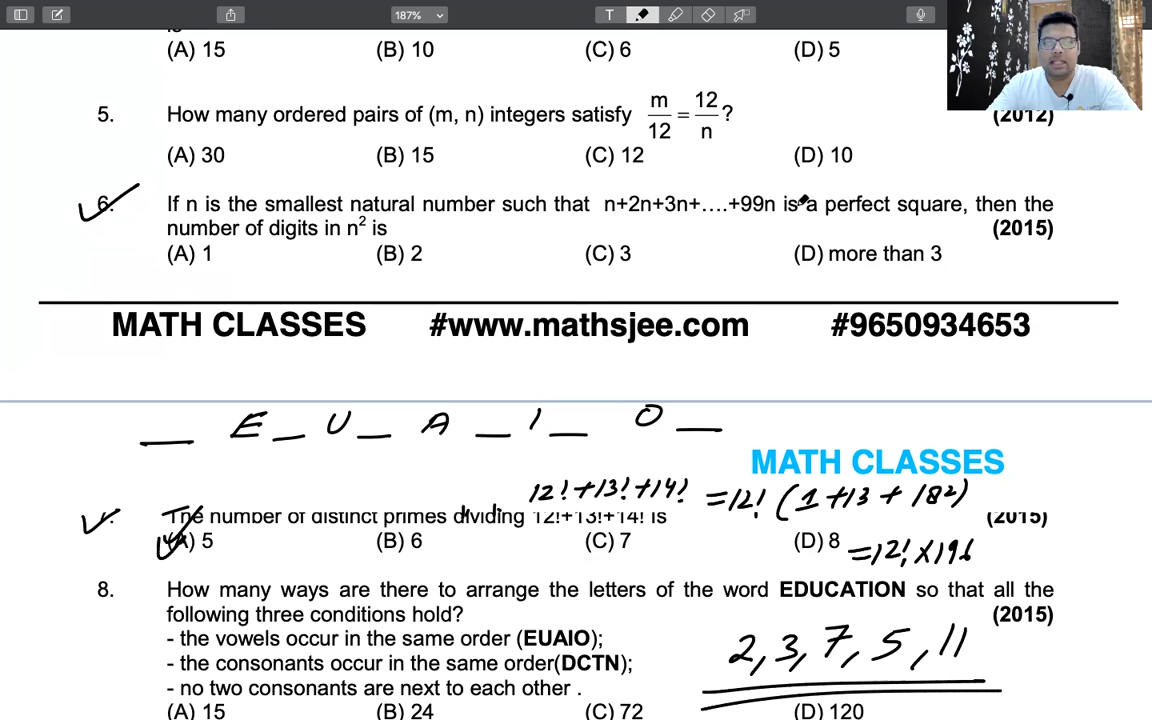 187%
T
(A) 15 (B) 10 (C) 6 (D) 5
5. How many ordered pairs of (m, n) integers satisfy m/12 = 12/n? (2012)
(A) 30 (B) 15 (C) 12 (D) 10
6. If n is the smallest natural number such that n+2n+3n+....+99n is a perfect square, then the
number of digits in n² is (2015)
(A) 1 (B) 2 (C) 3 (D) more than 3
MATH CLASSES #www.mathsjee.com #9650934653
_ E _ U _ A _ I _ O _
MATH CLASSES
12!+13!+14! =12! (1+13+182)
The number of distinct primes dividing 12!+13!+14! is (2015)
(A) 5 (B) 6 (C) 7 (D) 8 =12!×196
8. How many ways are there to arrange the letters of the word EDUCATION so that all the
following three conditions hold? (2015)
- the vowels occur in the same order (EUAIO);
- the consonants occur in the same order(DCTN);
- no two consonants are next to each other .
2,3,7,5,11
(A) 15 (B) 24 (C) 72 (D) 120